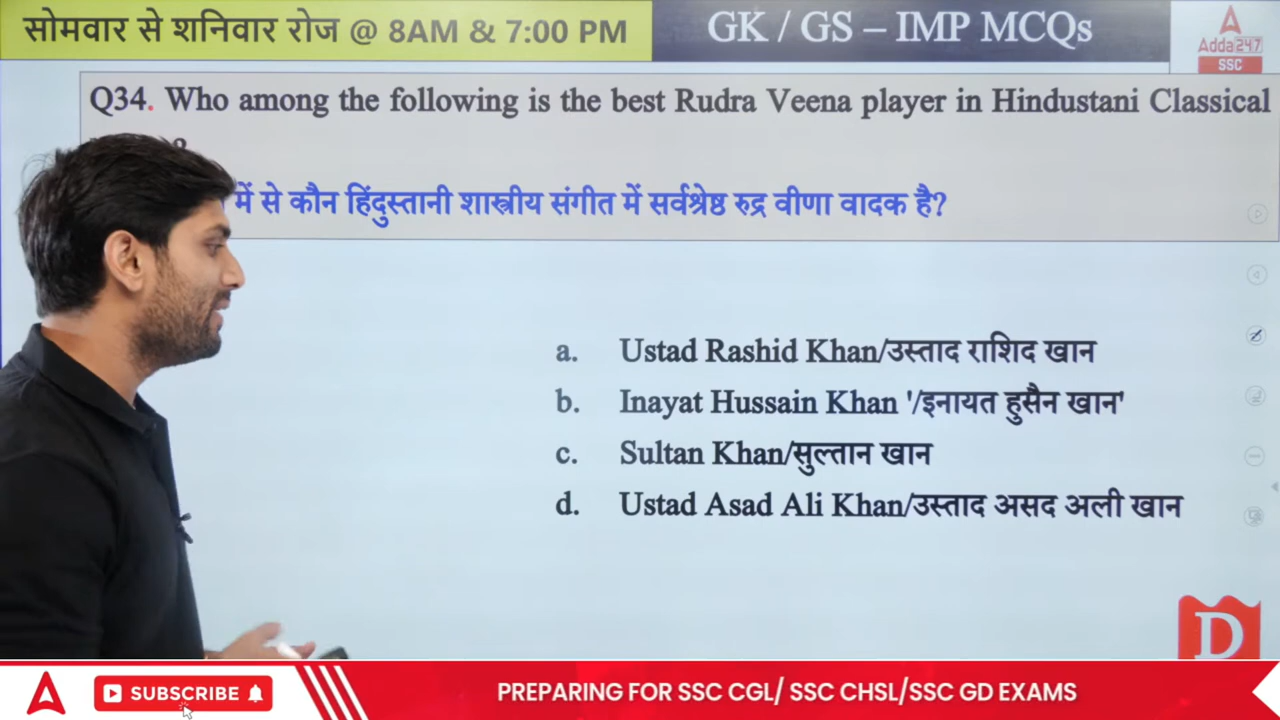 सोमवार से शनिवार रोज @ 8AM & 7:00 PM
GK / GS – IMP MCQs
Adda247
SSC
Q34. Who among the following is the best Rudra Veena player in Hindustani Classical
में से कौन हिंदुस्तानी शास्त्रीय संगीत में सर्वश्रेष्ठ रुद्र वीणा वादक है?
a. Ustad Rashid Khan/उस्ताद राशिद खान
b. Inayat Hussain Khan '/इनायत हुसैन खान'
c. Sultan Khan/सुल्तान खान
d. Ustad Asad Ali Khan/उस्ताद असद अली खान
D
SUBSCRIBE
PREPARING FOR SSC CGL/ SSC CHSL/SSC GD EXAMS